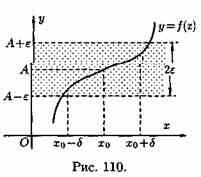 y
y=f(x)
A+ε
A
2ε
A−ε
O
x₀−δ
x₀
x₀+δ
x
Рис. 110.